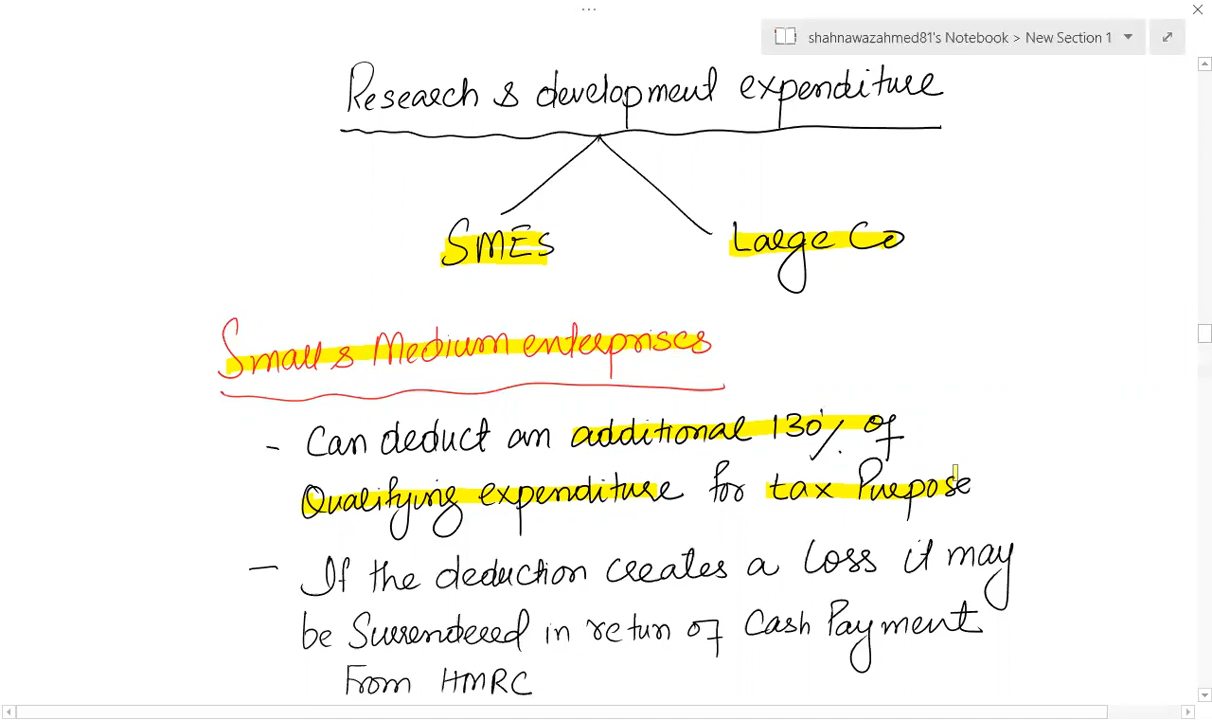 shahnawazahmed81's Notebook > New Section 1
Research & development expenditure
SMEs Large Co
Small & Medium enterprises
- Can deduct an additional 130% of
Qualifying expenditure for tax Purpose
- If the deduction creates a loss it may
be Surrendered in return of Cash Payment
From HMRC